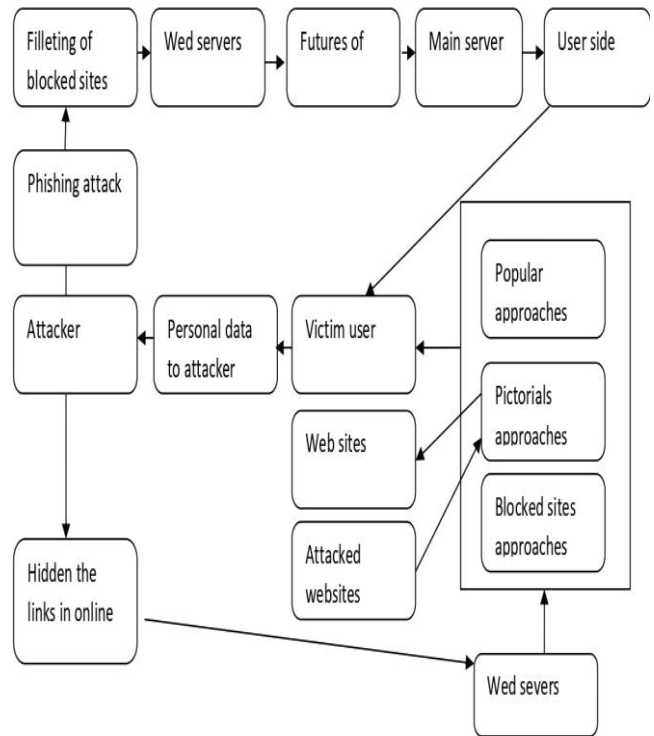 Filleting of
blocked sites
Wed servers
Futures of
Main server
User side
Phishing attack
Popular
approaches
Attacker
Personal data
to attacker
Victim user
Pictorials
approaches
Web sites
Blocked sites
approaches
Attacked
websites
Hidden the
links in online
Wed severs